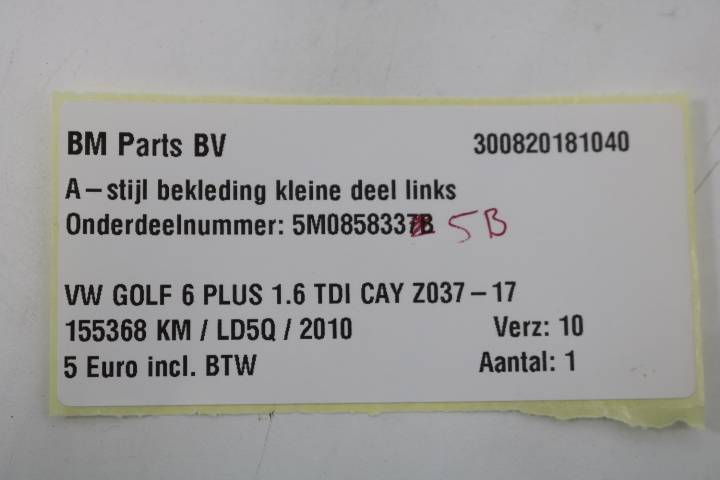 BM Parts BV 300820181040
A-stijl bekleding kleine deel links
Onderdeelnummer: 5M0858337B 5B
VW GOLF 6 PLUS 1.6 TDI CAY Z037-17
155368 KM / LD5Q / 2010 Verz: 10
5 Euro incl. BTW Aantal: 1